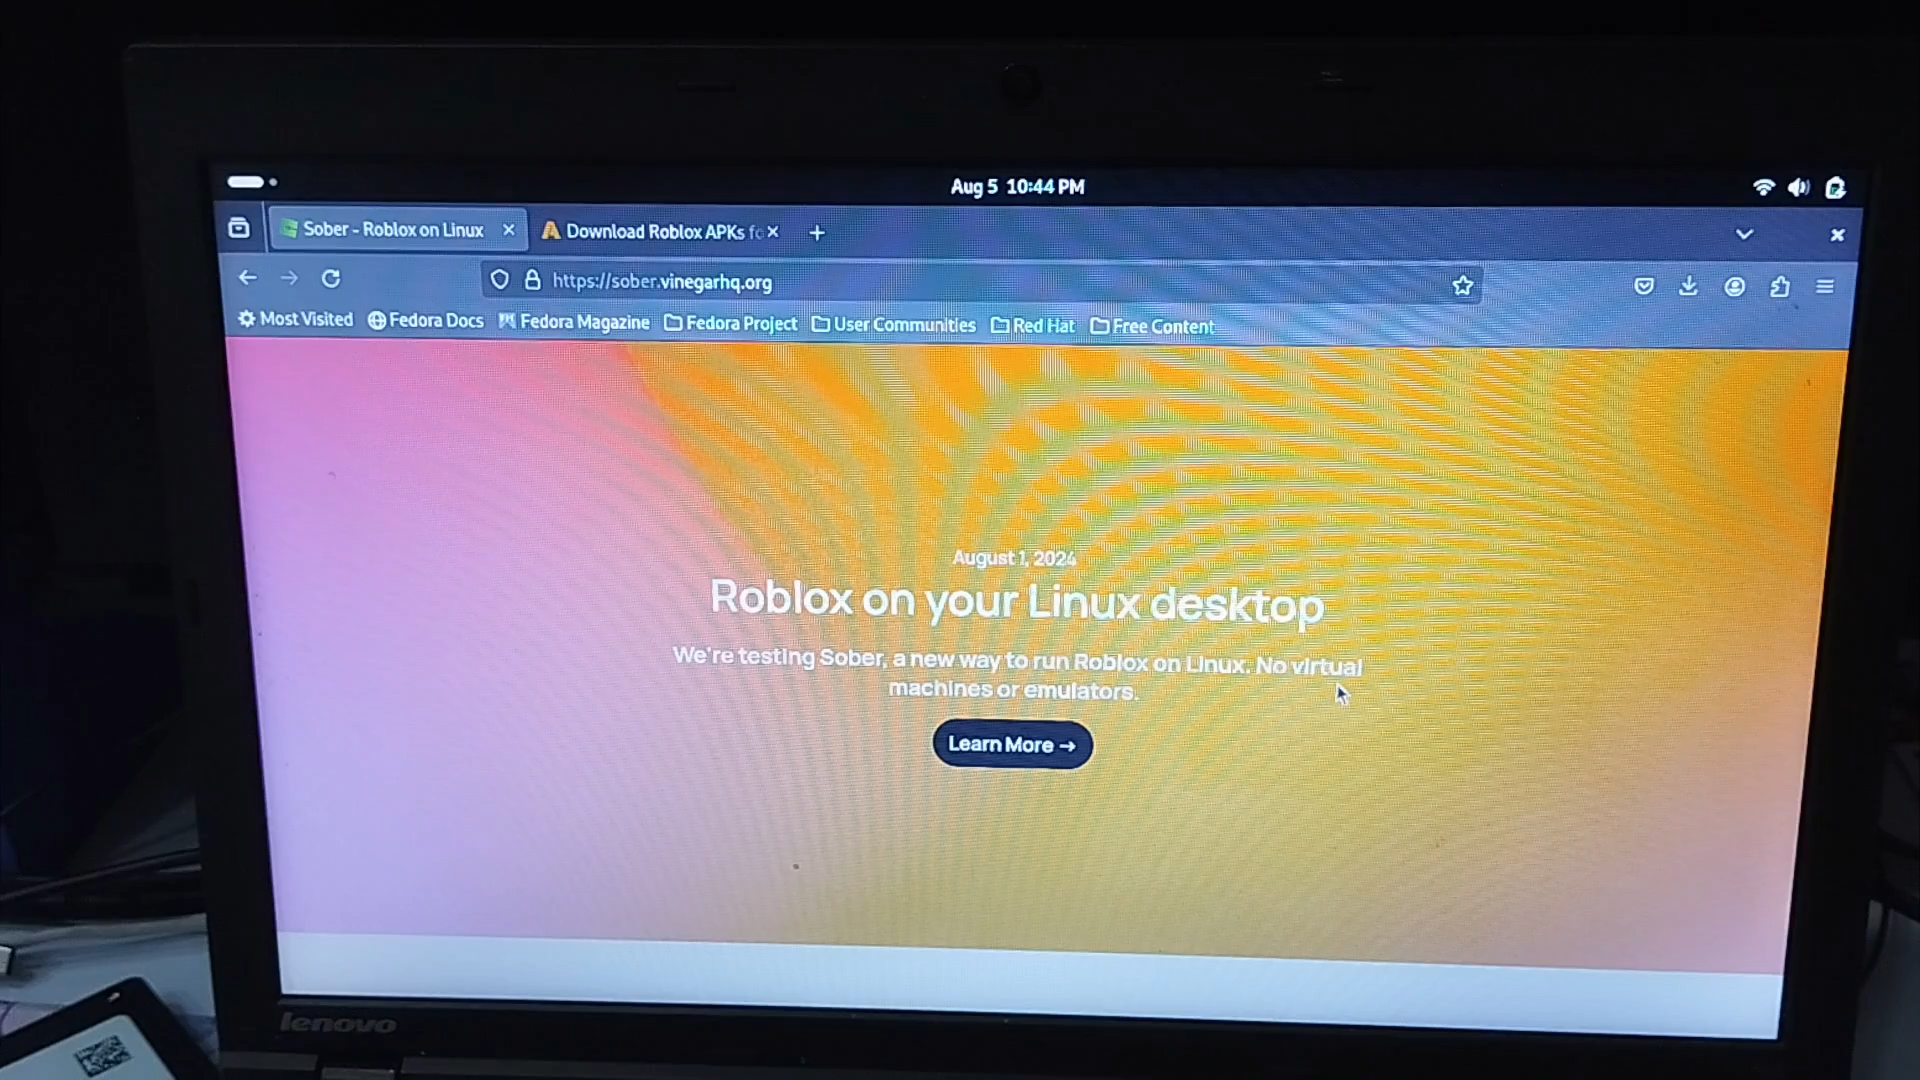 Aug 5 10:44 PM
Sober - Roblox on Linux
Download Roblox APKs fo
https://sober.vinegarhq.org
Most Visited
Fedora Docs
Fedora Magazine
Fedora Project
User Communities
Red Hat
Free Content
August 1, 2024
Roblox on your Linux desktop
We're testing Sober, a new way to run Roblox on Linux. No virtual
machines or emulators.
Learn More →
lenovo